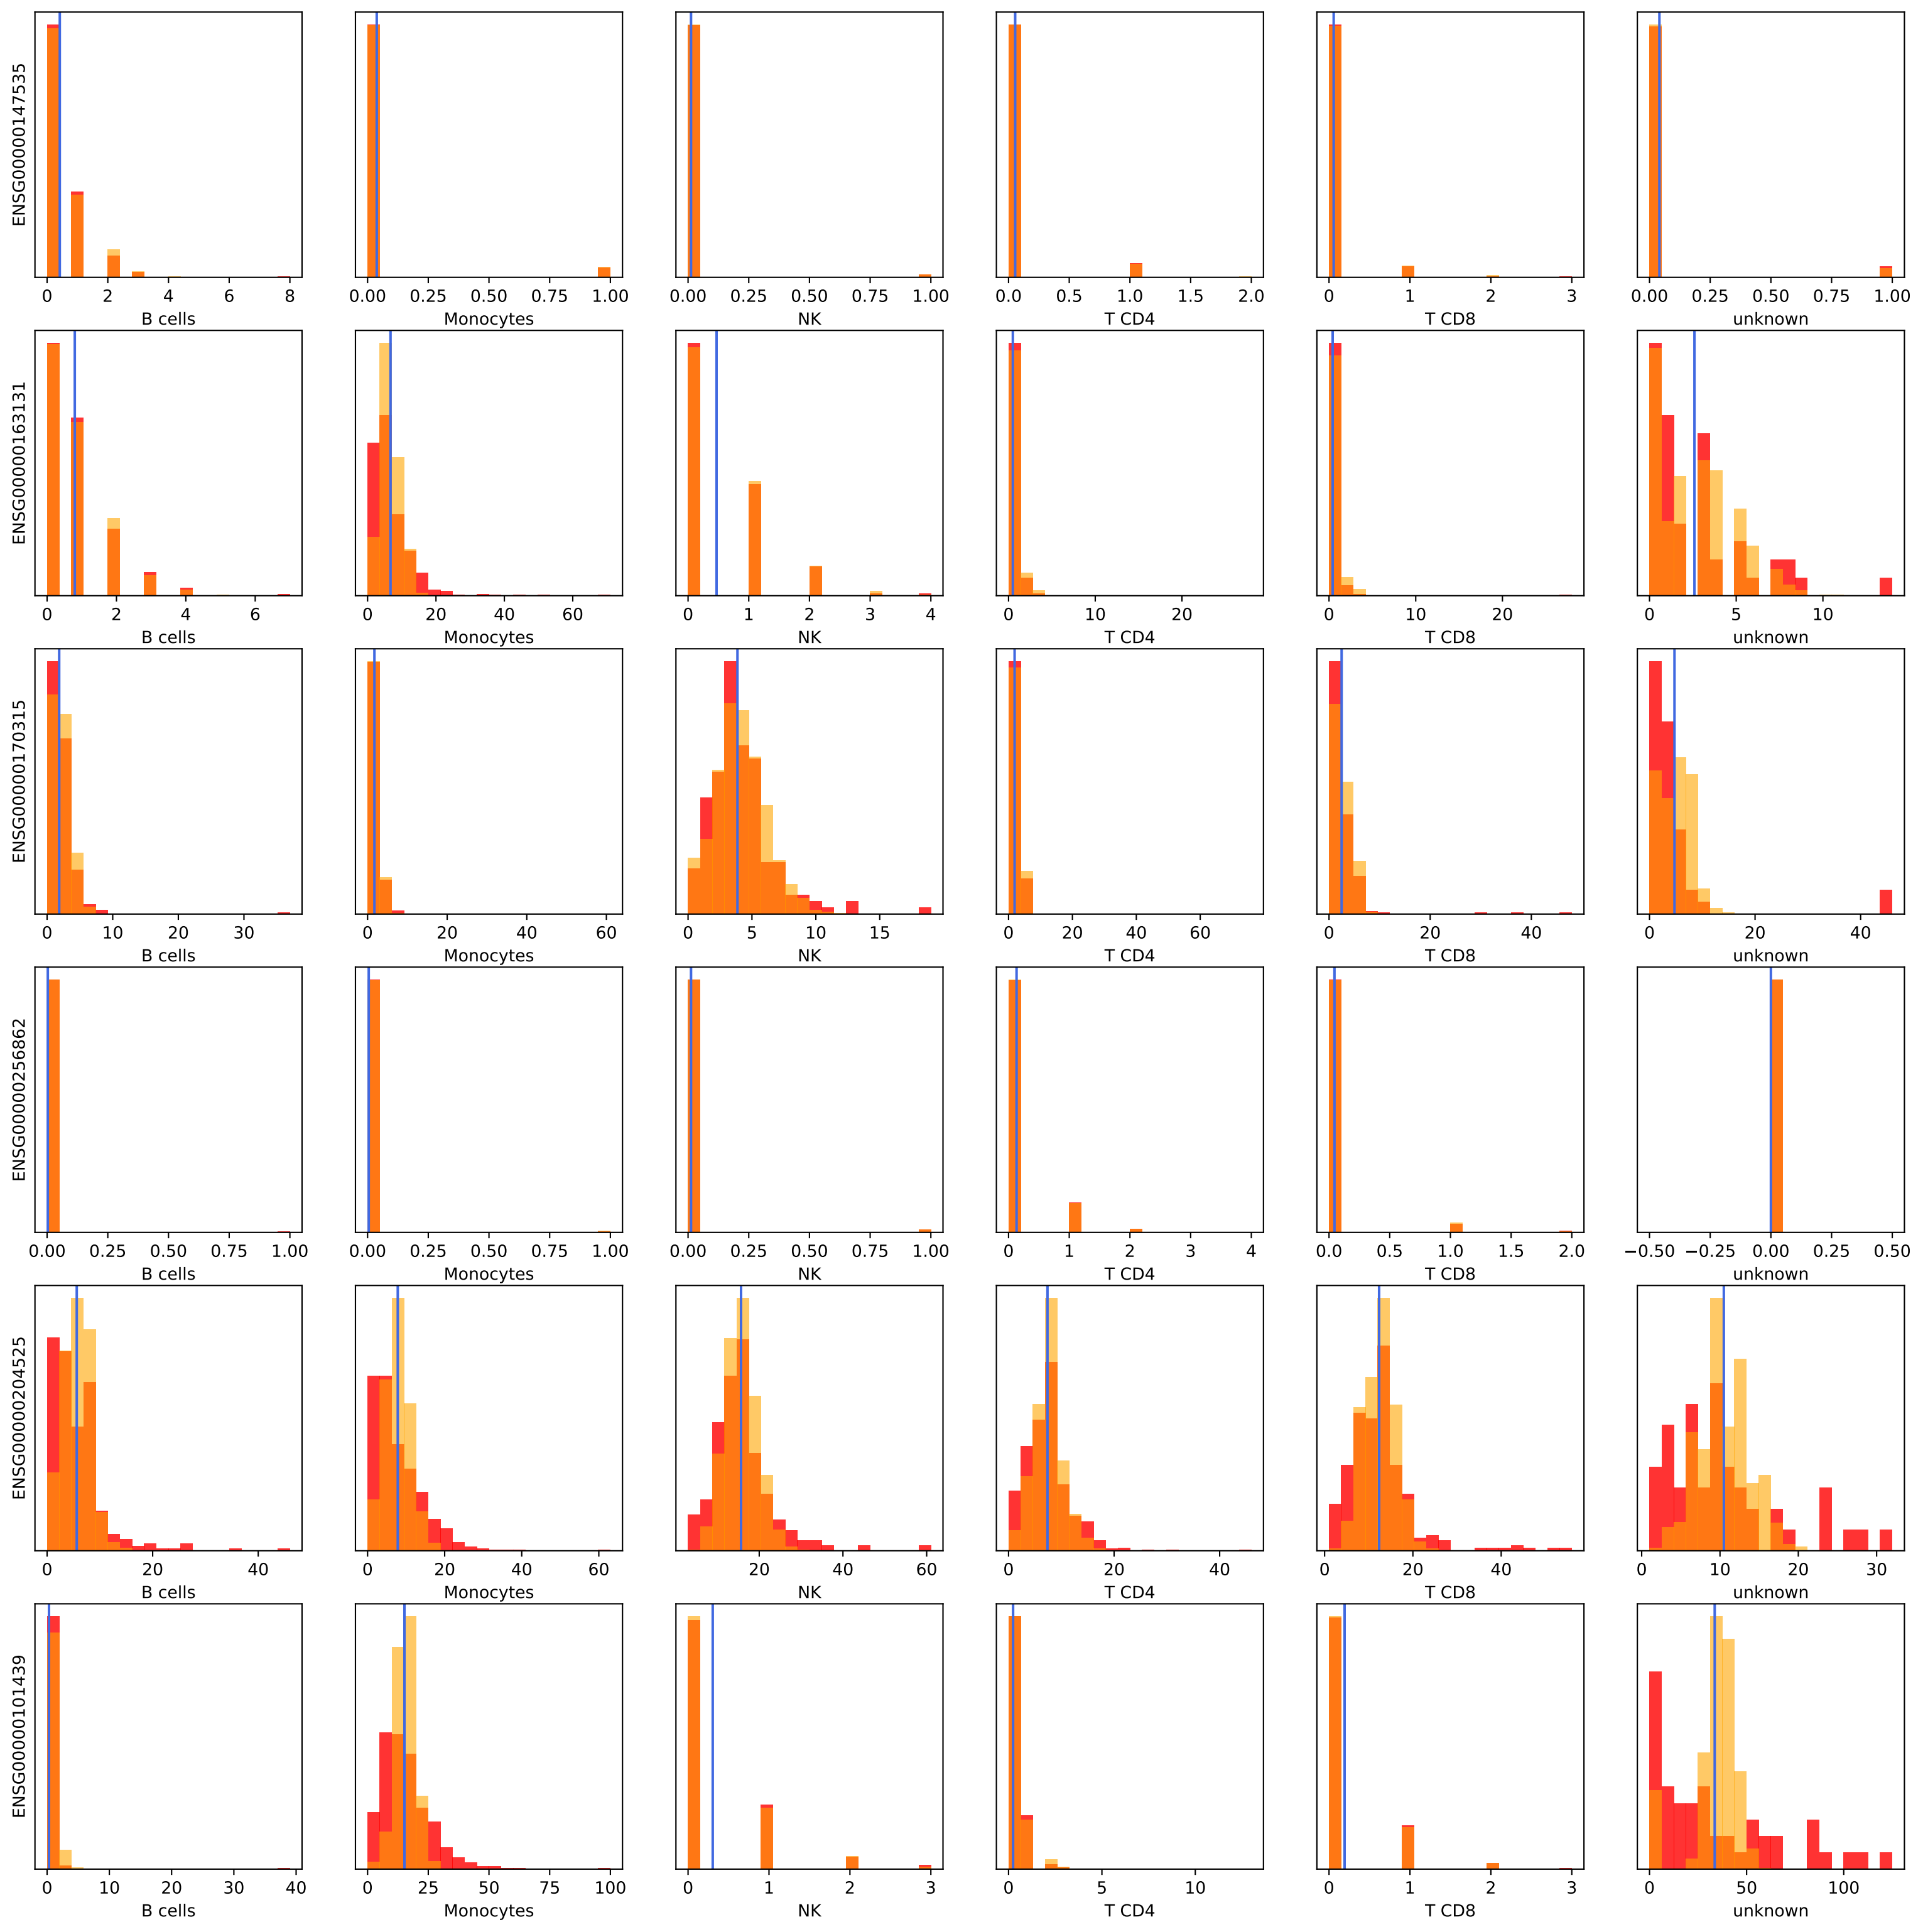 ENSG00000147535
0 2 4 6 8
B cells
0.00 0.25 0.50 0.75 1.00
Monocytes
0.00 0.25 0.50 0.75 1.00
NK
0.0 0.5 1.0 1.5 2.0
T CD4
0 1 2 3
T CD8
0.00 0.25 0.50 0.75 1.00
unknown
ENSG00000163131
0 2 4 6
B cells
0 20 40 60
Monocytes
0 1 2 3 4
NK
0 10 20
T CD4
0 10 20
T CD8
0 5 10
unknown
ENSG00000170315
0 10 20 30
B cells
0 20 40 60
Monocytes
0 5 10 15
NK
0 20 40 60
T CD4
0 20 40
T CD8
0 20 40
unknown
ENSG00000256862
0.00 0.25 0.50 0.75 1.00
B cells
0.00 0.25 0.50 0.75 1.00
Monocytes
0.00 0.25 0.50 0.75 1.00
NK
0 1 2 3 4
T CD4
0.0 0.5 1.0 1.5 2.0
T CD8
−0.50 −0.25 0.00 0.25 0.50
unknown
ENSG00000204525
0 20 40
B cells
0 20 40 60
Monocytes
20 40 60
NK
0 20 40
T CD4
0 20 40
T CD8
0 10 20 30
unknown
ENSG00000101439
0 10 20 30 40
B cells
0 25 50 75 100
Monocytes
0 1 2 3
NK
0 5 10
T CD4
0 1 2 3
T CD8
0 50 100
unknown